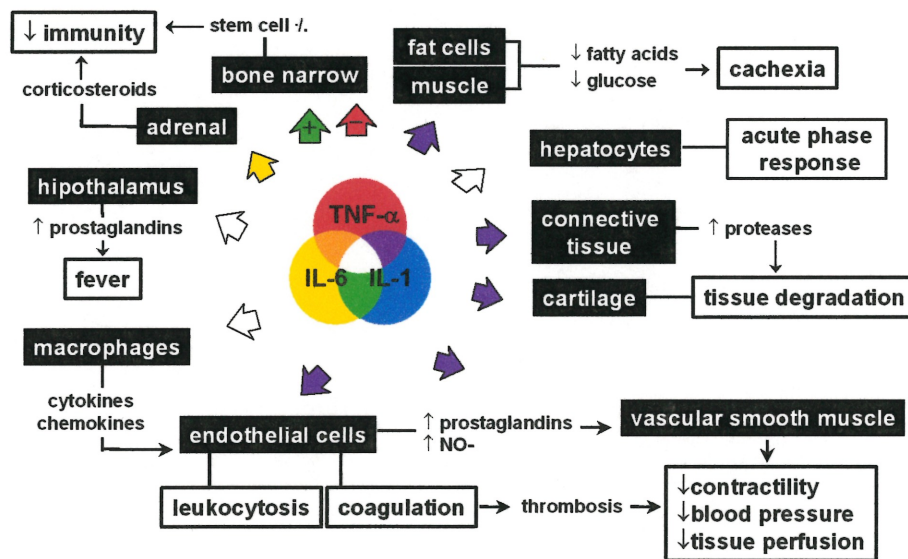 ↓ immunity
stem cell ·/.
bone narrow
corticosteroids
adrenal
fat cells
muscle
↓ fatty acids
↓ glucose
cachexia
hepatocytes
acute phase
response
hipothalamus
↑ prostaglandins
fever
+
−
TNF-α
IL-6
IL-1
connective
tissue
↑ proteases
cartilage
tissue degradation
macrophages
cytokines
chemokines
endothelial cells
↑ prostaglandins
↑ NO-
vascular smooth muscle
leukocytosis
coagulation
thrombosis
↓contractility
↓blood pressure
↓tissue perfusion